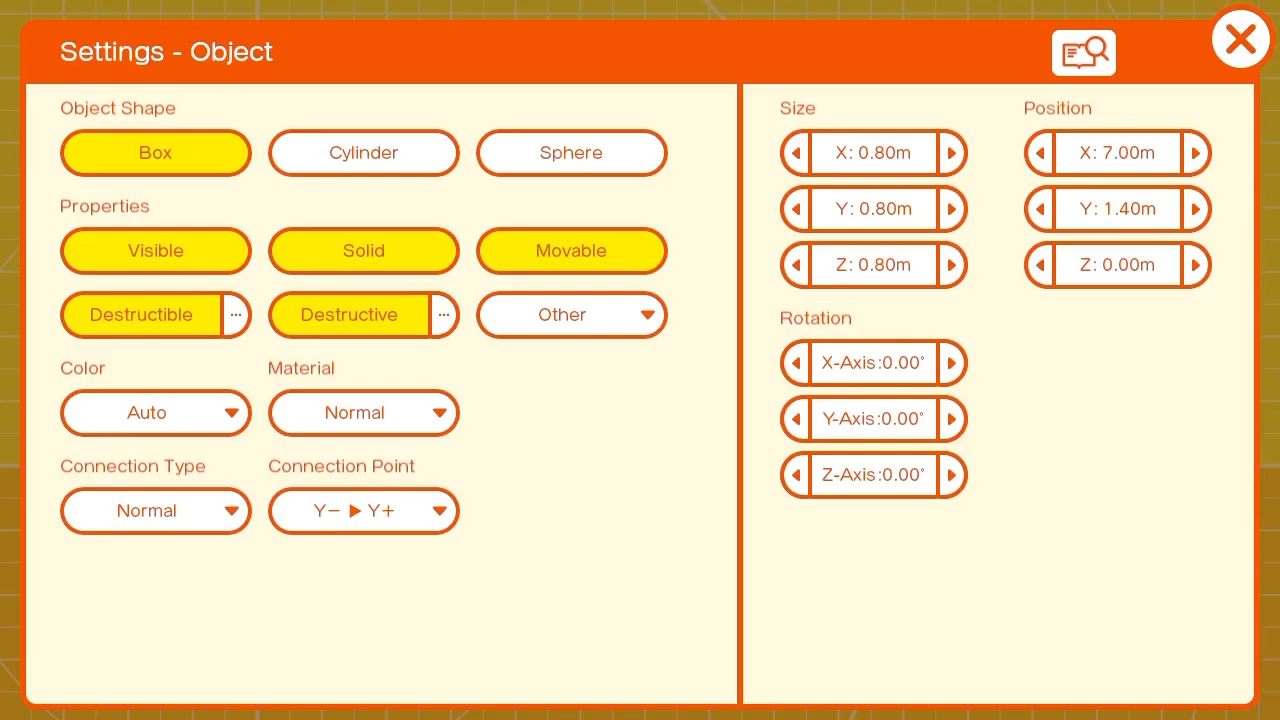 Settings - Object
Object Shape
Box
Cylinder
Sphere
Properties
Visible
Solid
Movable
Destructible
...
Destructive
...
Other
Color
Material
Auto
Normal
Connection Type
Connection Point
Normal
Y− ▶ Y+
Size
X: 0.80m
Y: 0.80m
Z: 0.80m
Position
X: 7.00m
Y: 1.40m
Z: 0.00m
Rotation
X-Axis:0.00°
Y-Axis:0.00°
Z-Axis:0.00°